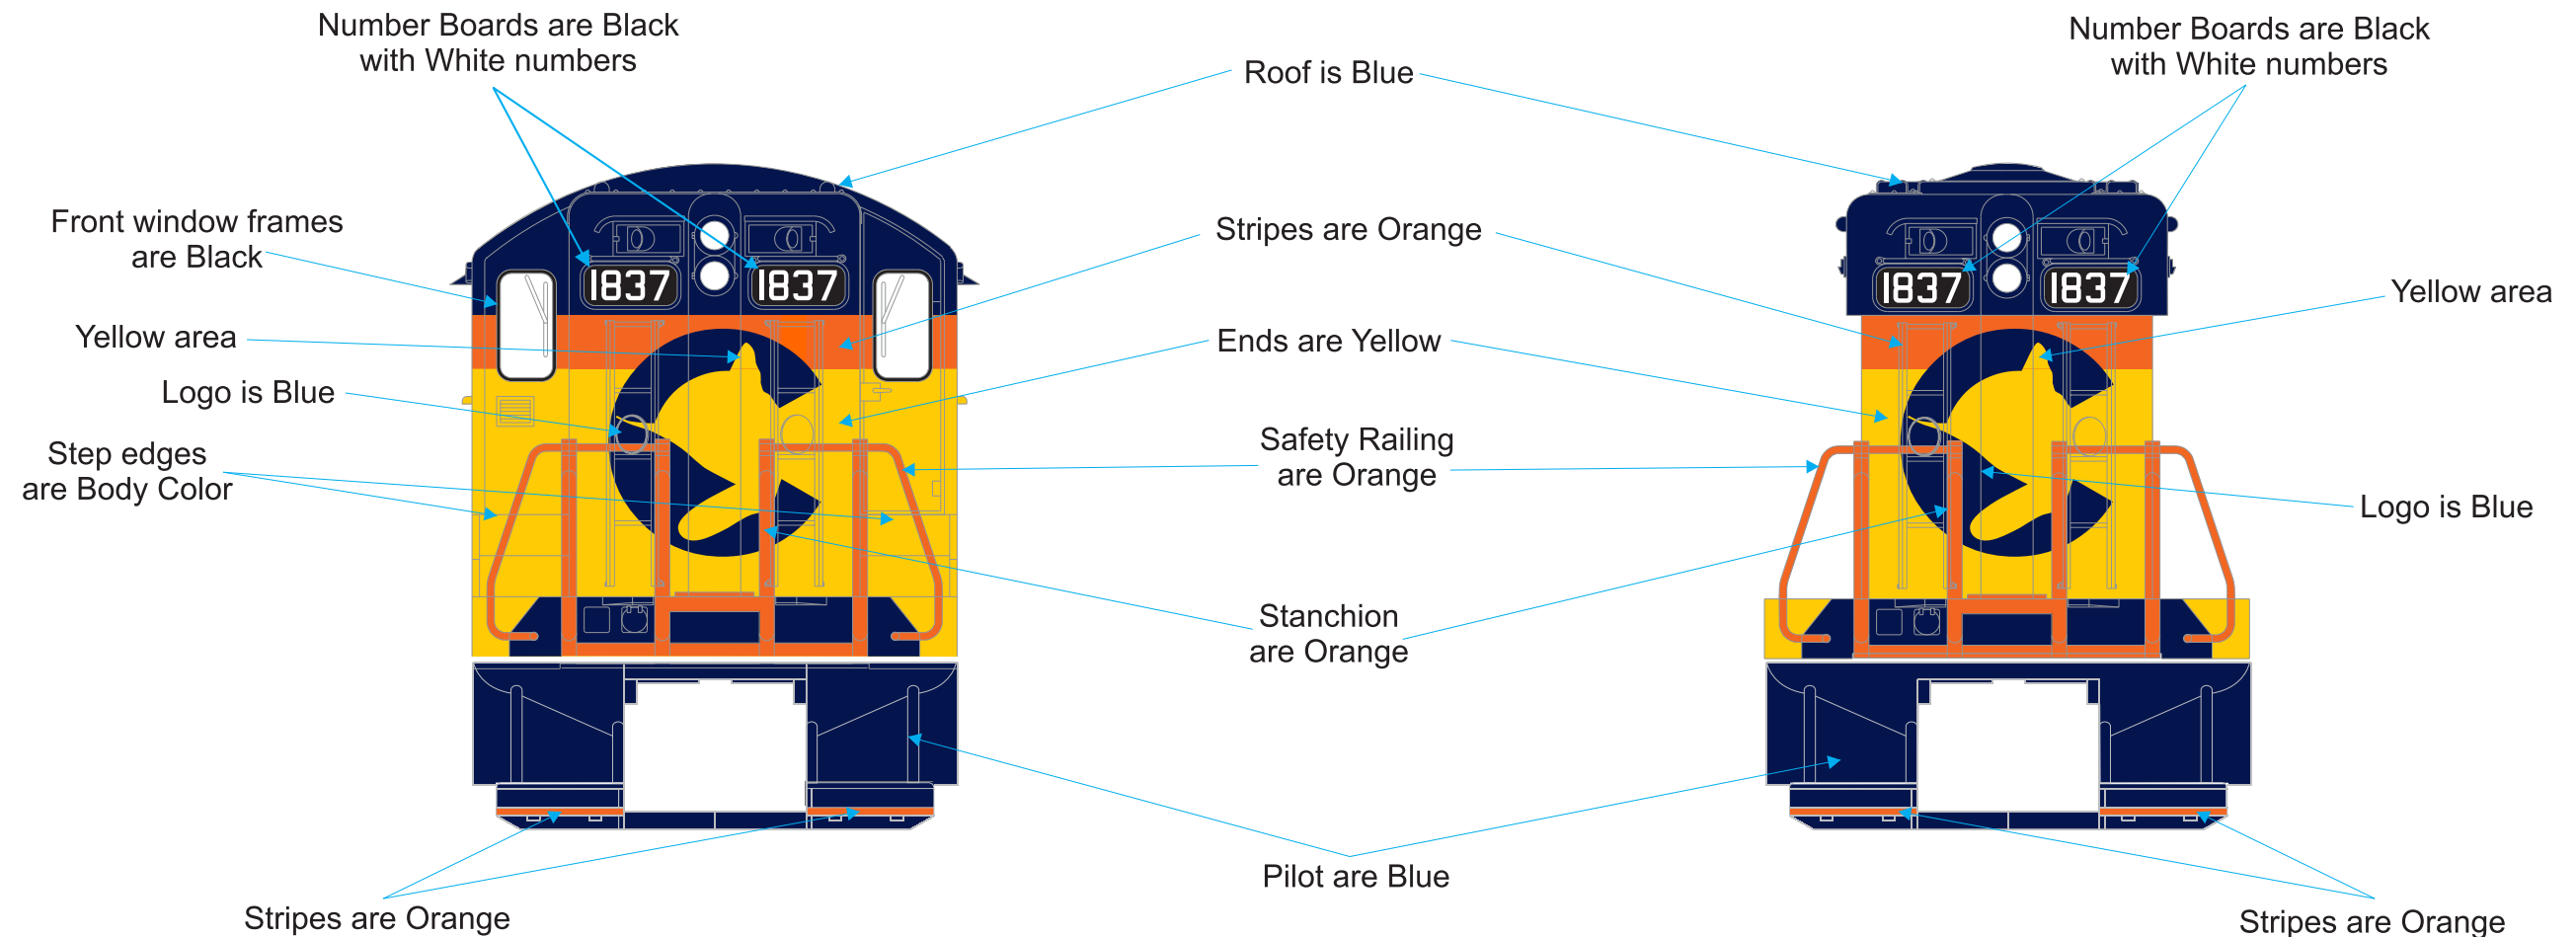 Number Boards are Black
with White numbers
Number Boards are Black
with White numbers
Roof is Blue
Front window frames
are Black
Stripes are Orange
1837
1837
1837
1837
Yellow area
Yellow area
Ends are Yellow
Logo is Blue
Safety Railing
are Orange
Step edges
are Body Color
Logo is Blue
Stanchion
are Orange
Pilot are Blue
Stripes are Orange
Stripes are Orange